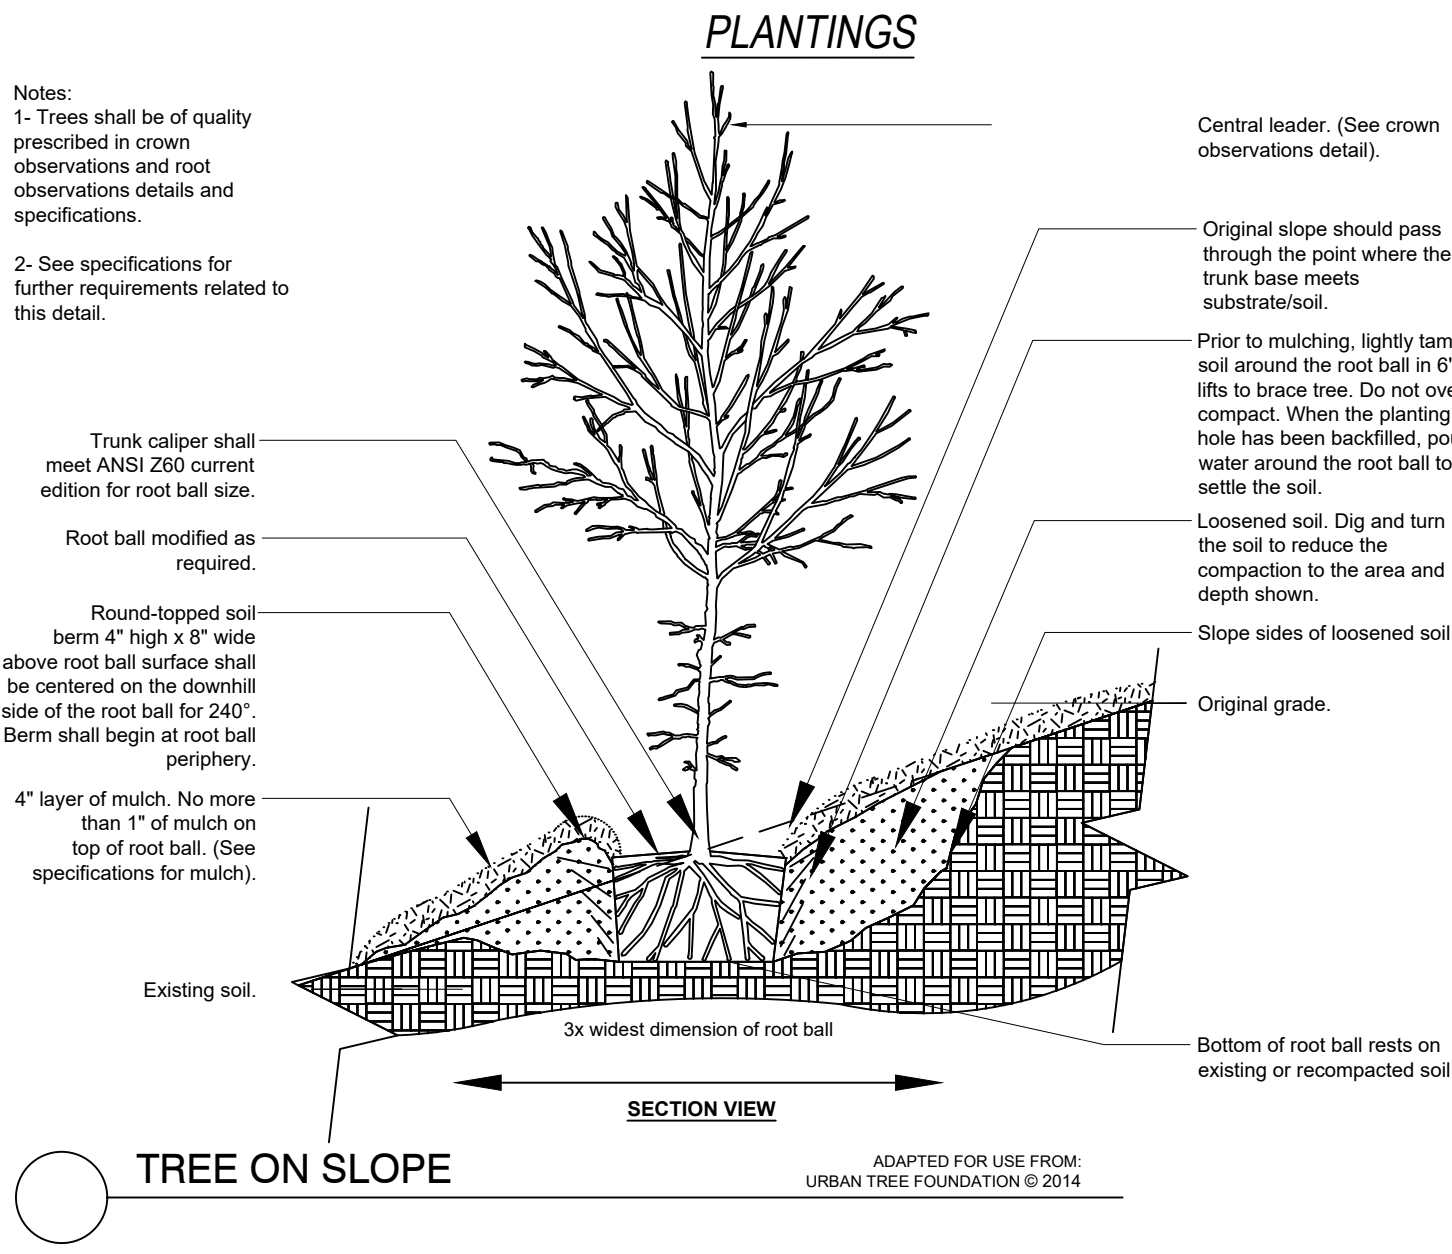 PLANTINGS
Notes:
1- Trees shall be of quality
prescribed in crown
observations and root
observations details and
specifications.
2- See specifications for
further requirements related to
this detail.
Trunk caliper shall
meet ANSI Z60 current
edition for root ball size.
Root ball modified as
required.
Round-topped soil
berm 4" high x 8" wide
above root ball surface shall
be centered on the downhill
side of the root ball for 240°.
Berm shall begin at root ball
periphery.
4" layer of mulch. No more
than 1" of mulch on
top of root ball. (See
specifications for mulch).
Existing soil.
Central leader. (See crown
observations detail).
Original slope should pass
through the point where the
trunk base meets
substrate/soil.
Prior to mulching, lightly tam
soil around the root ball in 6"
lifts to brace tree. Do not ove
compact. When the planting
hole has been backfilled, pou
water around the root ball to
settle the soil.
Loosened soil. Dig and turn
the soil to reduce the
compaction to the area and
depth shown.
Slope sides of loosened soil
Original grade.
Bottom of root ball rests on
existing or recompacted soil
3x widest dimension of root ball
SECTION VIEW
TREE ON SLOPE
ADAPTED FOR USE FROM:
URBAN TREE FOUNDATION © 2014